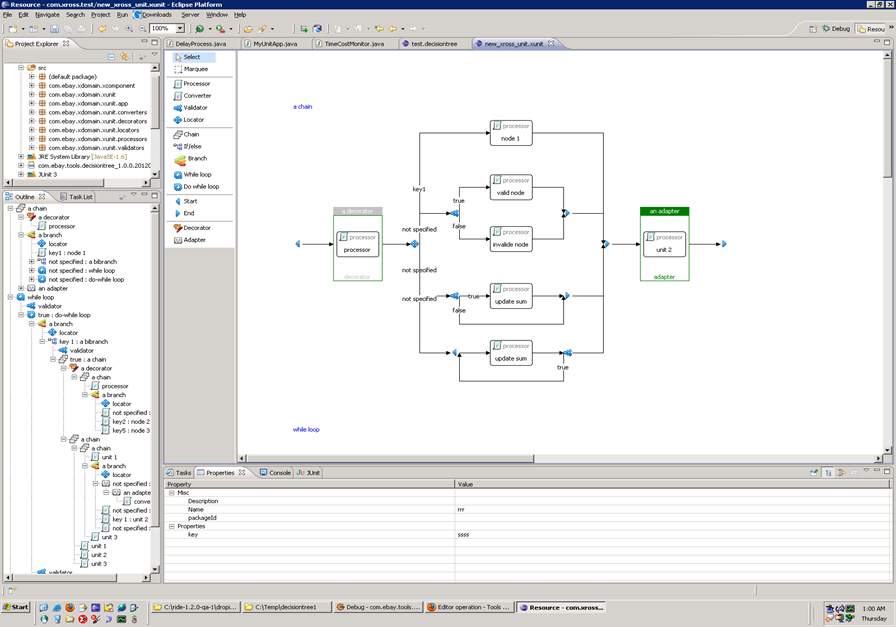 Resource - com.xross.test/new_xross_unit.xunit - Eclipse Platform
File Edit Navigate Search Project Run Downloads Server Window Help
100%
Debug
Resou
Project Explorer
src
(default package)
com.ebay.xdomain.xcomponent
com.ebay.xdomain.xunit
com.ebay.xdomain.xunit.app
com.ebay.xdomain.xunit.converters
com.ebay.xdomain.xunit.decorators
com.ebay.xdomain.xunit.locators
com.ebay.xdomain.xunit.processors
com.ebay.xdomain.xunit.validators
JRE System Library [JavaSE-1.6]
com.ebay.tools.decisiontree_1.0.0.2012
JUnit 3
Outline
Task List
a chain
a decorator
processor
a branch
locator
key1 : node 1
not specified : a bibranch
not specified : while loop
not specified : do-while loop
an adapter
while loop
validator
true : do-while loop
a branch
locator
key 1 : a bibranch
validator
true : a chain
a decorator
a chain
processor
a branch
locator
not specified :
key2 : node 2
key5 : node 3
a chain
a chain
unit 1
a branch
locator
not specified :
an adapte
conve
not specified :
key 1 : unit 2
not specified :
unit 3
unit 1
unit 2
unit 3
validator
DelayProcess.java
MyUnitApp.java
TimeCostMonitor.java
test.decisiontree
new_xross_unit.xunit
Select
Marquee
Processor
Converter
Validator
Locator
Chain
If/else
Branch
While loop
Do while loop
Start
End
Decorator
Adapter
a chain
processor
node 1
key1
true
processor
valid node
false
processor
invalide node
a decorator
processor
processor
decorator
not specified
not specified
not specified
true
false
processor
update sum
processor
update sum
true
an adapter
processor
unit 2
adapter
while loop
Tasks
Properties
Console
JUnit
Property Value
Misc
Description
Name rrr
packageId
Properties
key ssss
Start
C:\ride-1.2.0-qa-1\dropi...
C:\Temp\decisiontree1
Debug - com.ebay.tools....
Editor operation - Tools ...
Resource - com.xross...
1:00 AM
Thursday